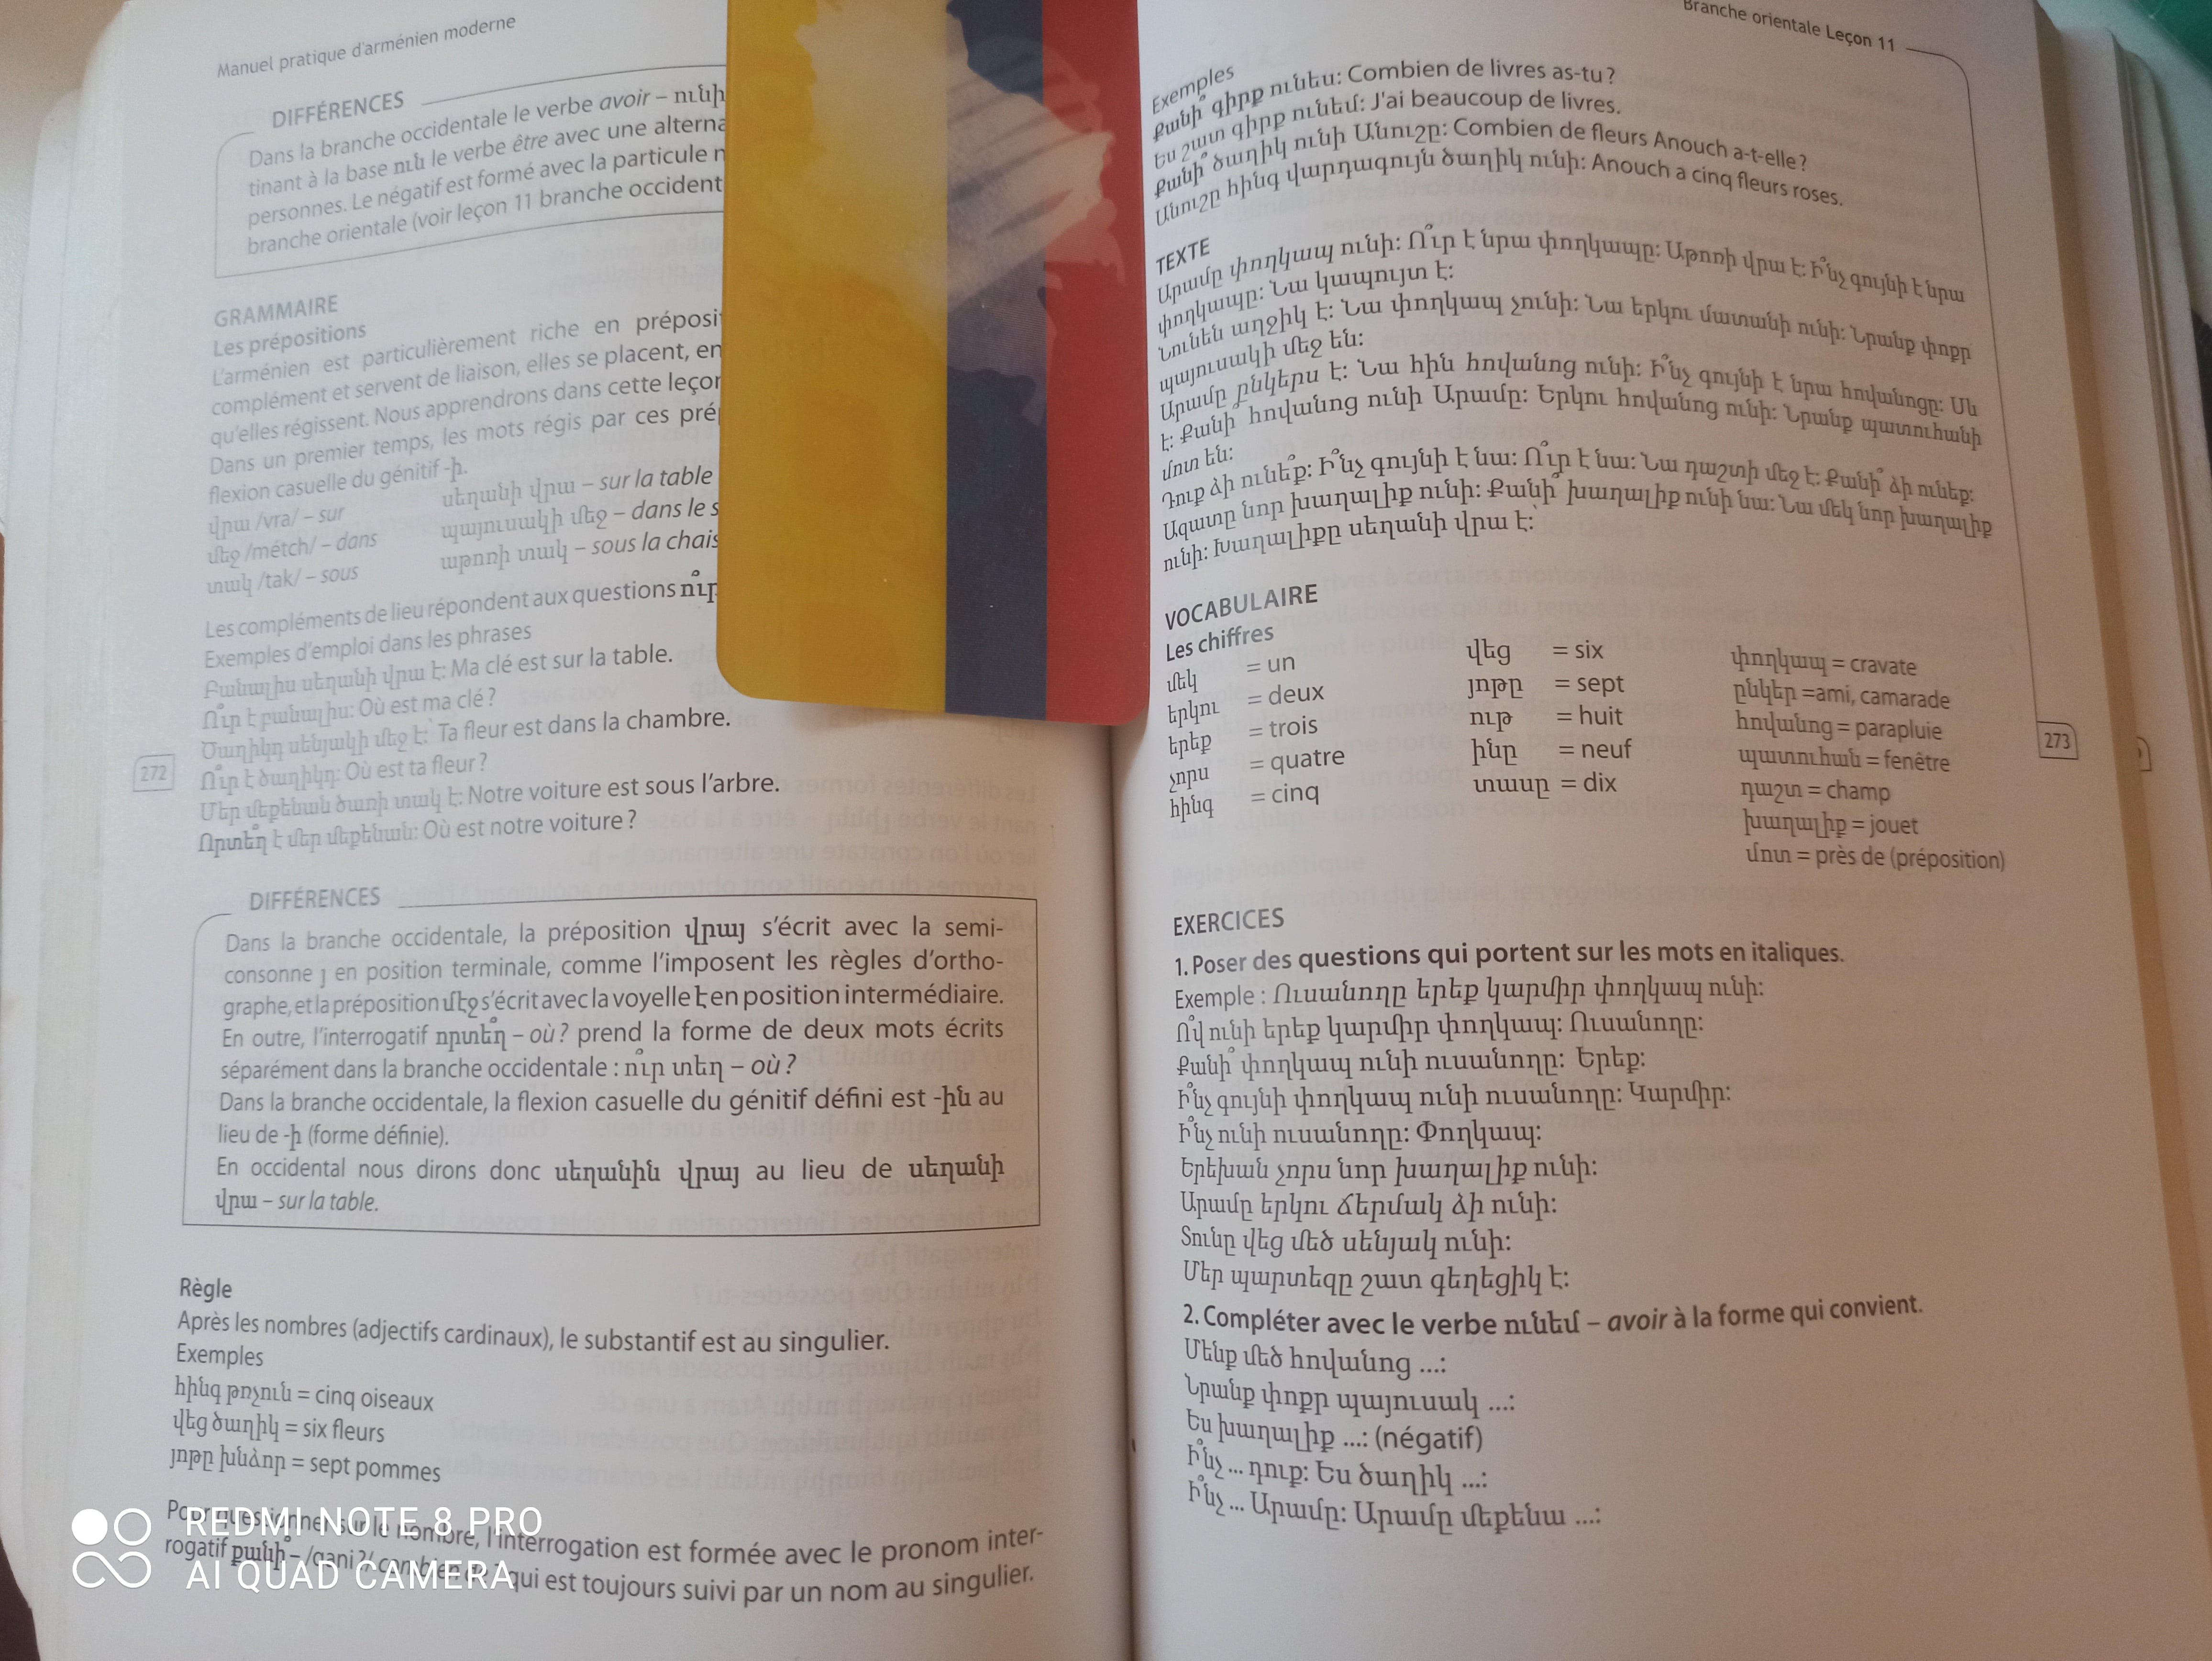 Manuel pratique d'arménien moderne
DIFFÉRENCES
Dans la branche occidentale le verbe avoir – ունի
tinant à la base ուն le verbe être avec une alterna
personnes. Le négatif est formé avec la particule
branche orientale (voir leçon 11 branche occident
GRAMMAIRE
Les prépositions
L'arménien est particulièrement riche en préposi
complément et servent de liaison, elles se placent, en
qu'elles régissent. Nous apprendrons dans cette leçon
Dans un premier temps, les mots régis par ces pré
flexion casuelle du génitif -ի.
վրա /vra/ – sur սեղանի վրա – sur la table
մեջ /métch/ – dans պայուսակի մեջ – dans le s
տակ /tak/ – sous աթոռի տակ – sous la chais
Les compléments de lieu répondent aux questions ո՞ւր
Exemples d'emploi dans les phrases
Բանալիս սեղանի վրա է: Ma clé est sur la table.
Ո՞ւր է բանալիս: Où est ma clé ?
Ծաղիկդ սենյակի մեջ է: Ta fleur est dans la chambre.
Ո՞ւր է ծաղիկդ: Où est ta fleur ?
Մեր մեքենան ծառի տակ է: Notre voiture est sous l'arbre.
Որտե՞ղ է մեր մեքենան: Où est notre voiture ?
272
DIFFÉRENCES
Dans la branche occidentale, la préposition վրայ s'écrit avec la semi-
consonne յ en position terminale, comme l'imposent les règles d'ortho-
graphe, et la préposition մէջ s'écrit avec la voyelle է en position intermédiaire.
En outre, l'interrogatif որտե՞ղ – où ? prend la forme de deux mots écrits
séparément dans la branche occidentale : ո՞ւր տեղ – où ?
Dans la branche occidentale, la flexion casuelle du génitif défini est -ին au
lieu de -ի (forme définie).
En occidental nous dirons donc սեղանին վրայ au lieu de սեղանի
վրա – sur la table.
Règle
Après les nombres (adjectifs cardinaux), le substantif est au singulier.
Exemples
հինգ թռչուն = cinq oiseaux
վեց ծաղիկ = six fleurs
յոթը խնձոր = sept pommes
Pour questionner sur le nombre, l'interrogation est formée avec le pronom inter-
rogatif քանի՞ – /qani ?/ combien de ? qui est toujours suivi par un nom au singulier.
REDMI NOTE 8 PRO
AI QUAD CAMERA
Branche orientale Leçon 11
Exemples
Քանի՞ գիրք ունես: Combien de livres as-tu ?
Ես շատ գիրք ունեմ: J'ai beaucoup de livres.
Քանի՞ ծաղիկ ունի Անուշը: Combien de fleurs Anouch a-t-elle ?
Անուշը հինգ վարդագույն ծաղիկ ունի: Anouch a cinq fleurs roses.
TEXTE
Արամը փողկապ ունի: Ո՞ւր է նրա փողկապը: Աթոռի վրա է: Ի՞նչ գույնի է նրա
փողկապը: Նա կապույտ է:
Նունեն աղջիկ է: Նա փողկապ չունի: Նա երկու մատանի ունի: Նրանք փոքր
պայուսակի մեջ են:
Արամը ընկերս է: Նա հին հովանոց ունի: Ի՞նչ գույնի է նրա հովանոցը: Սև
է: Քանի՞ հովանոց ունի Արամը: Երկու հովանոց ունի: Նրանք պատուհանի
մոտ են:
Դուք ձի ունե՞ք: Ի՞նչ գույնի է նա: Ո՞ւր է նա: Նա դաշտի մեջ է: Քանի՞ ձի ունեք:
Ազատը նոր խաղալիք ունի: Քանի՞ խաղալիք ունի նա: Նա մեկ նոր խաղալիք
ունի: Խաղալիքը սեղանի վրա է:
VOCABULAIRE
Les chiffres
մեկ = un վեց = six փողկապ = cravate
երկու = deux յոթը = sept ընկեր =ami, camarade
երեք = trois ութ = huit հովանոց = parapluie
չորս = quatre ինը = neuf պատուհան = fenêtre
հինգ = cinq տասը = dix դաշտ = champ
խաղալիք = jouet
մոտ = près de (préposition)
273
EXERCICES
1. Poser des questions qui portent sur les mots en italiques.
Exemple : Ուսանողը երեք կարմիր փողկապ ունի:
Ո՞վ ունի երեք կարմիր փողկապ: Ուսանողը:
Քանի՞ փողկապ ունի ուսանողը: Երեք:
Ի՞նչ գույնի փողկապ ունի ուսանողը: Կարմիր:
Ի՞նչ ունի ուսանողը: Փողկապ:
Երեխան չորս նոր խաղալիք ունի:
Արամը երկու ճերմակ ձի ունի:
Տունը վեց մեծ սենյակ ունի:
Մեր պարտեզը շատ գեղեցիկ է:
2. Compléter avec le verbe ունեմ – avoir à la forme qui convient.
Մենք մեծ հովանոց ...:
Նրանք փոքր պայուսակ ...:
Ես խաղալիք ...: (négatif)
Ի՞նչ ... դուք: Ես ծաղիկ ...:
Ի՞նչ ... Արամը: Արամը մեքենա ...: